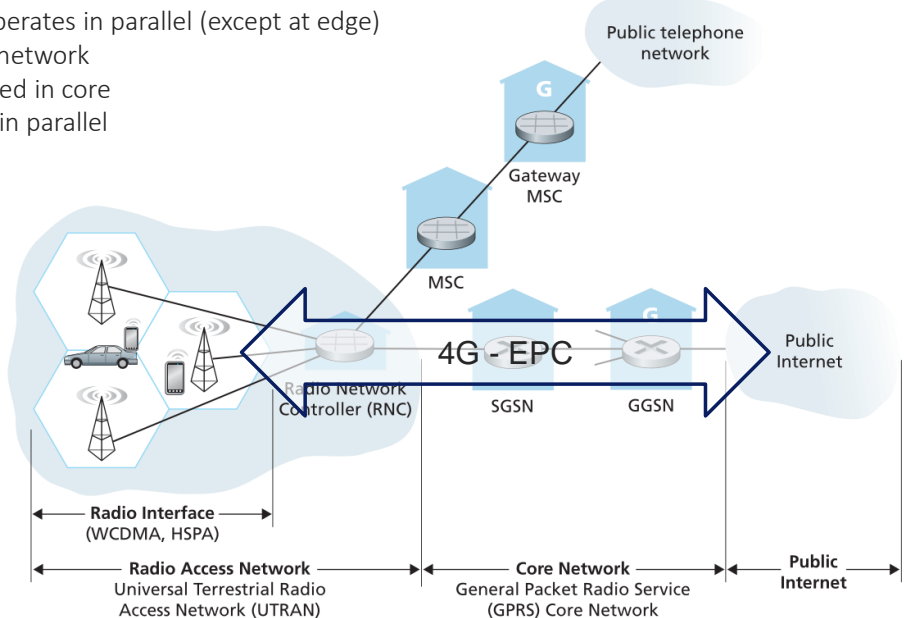 perates in parallel (except at edge)
network
ed in core
in parallel
Public telephone
network
G
Gateway
MSC
MSC
G
4G - EPC
Public
Internet
Radio Network
Controller (RNC)
SGSN
GGSN
Radio Interface
(WCDMA, HSPA)
Radio Access Network
Universal Terrestrial Radio
Access Network (UTRAN)
Core Network
General Packet Radio Service
(GPRS) Core Network
Public
Internet